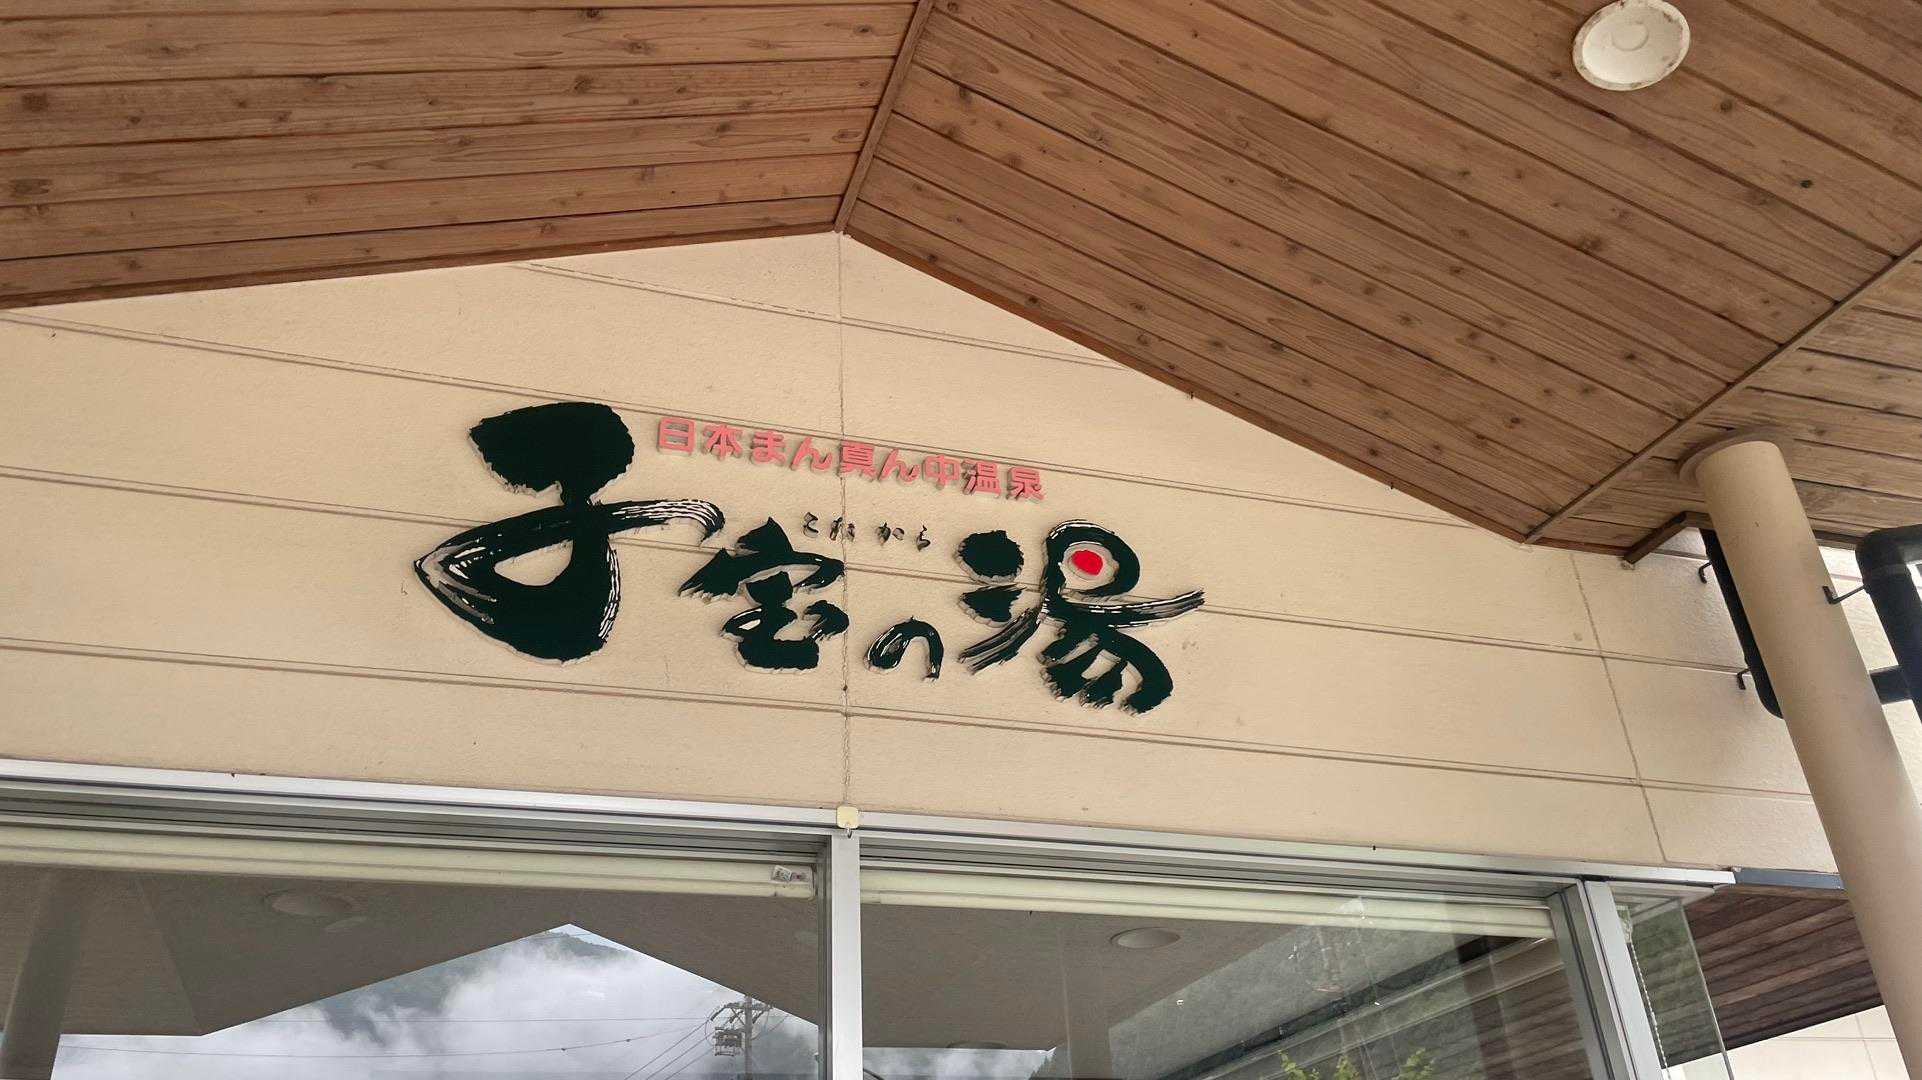 日本まん真ん中温泉
こだから
子宝の湯